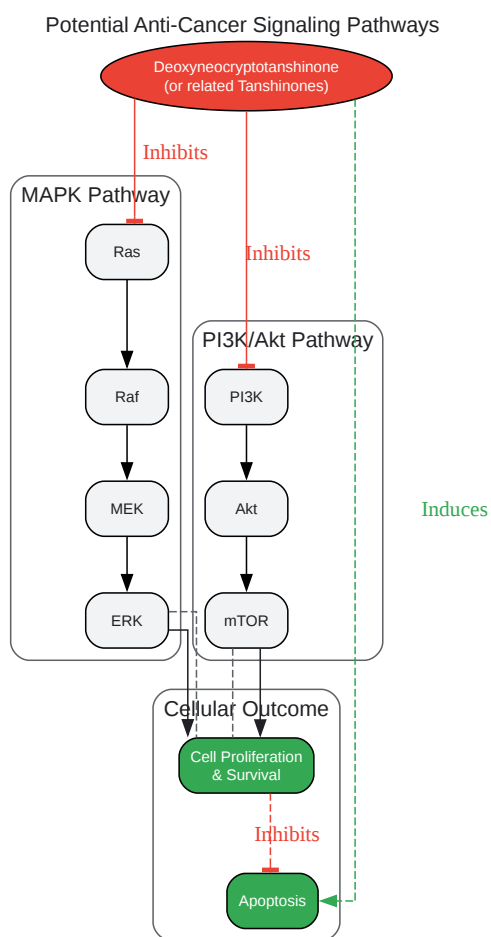 Potential Anti-Cancer Signaling Pathways
Deoxyneocryptotanshinone
(or related Tanshinones)
Inhibits
MAPK Pathway
Ras
Inhibits
PI3K/Akt Pathway
Raf
PI3K
MEK
Akt
Induces
ERK
mTOR
Cellular Outcome
Cell Proliferation
& Survival
Inhibits
Apoptosis